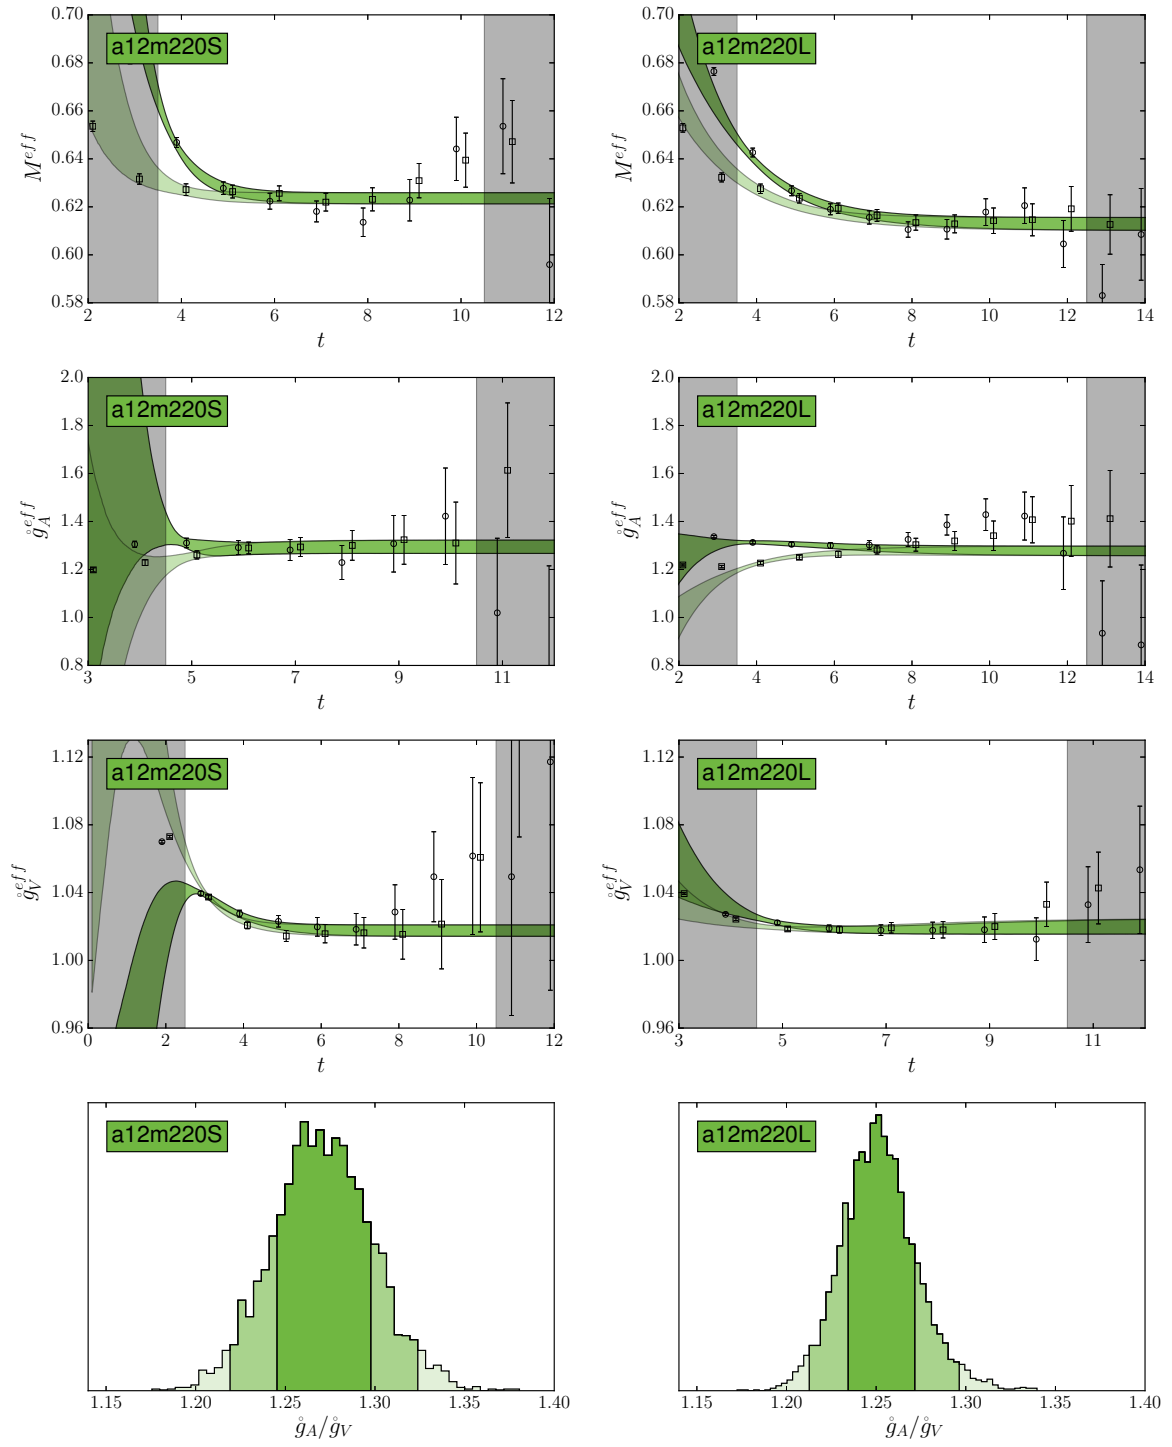 0.70
0.68
0.66
0.64
0.62
0.60
0.58
M^{eff}
a12m220S
2 4 6 8 10 12
t
0.70
0.68
0.66
0.64
0.62
0.60
0.58
M^{eff}
a12m220L
2 4 6 8 10 12 14
t
2.0
1.8
1.6
1.4
1.2
1.0
0.8
g̊_A^{eff}
a12m220S
3 5 7 9 11
t
2.0
1.8
1.6
1.4
1.2
1.0
0.8
g̊_A^{eff}
a12m220L
2 4 6 8 10 12 14
t
1.12
1.08
1.04
1.00
0.96
g̊_V^{eff}
a12m220S
0 2 4 6 8 10 12
t
1.12
1.08
1.04
1.00
0.96
g̊_V^{eff}
a12m220L
3 5 7 9 11
t
a12m220S
1.15 1.20 1.25 1.30 1.35 1.40
g̊_A/g̊_V
a12m220L
1.15 1.20 1.25 1.30 1.35 1.40
g̊_A/g̊_V